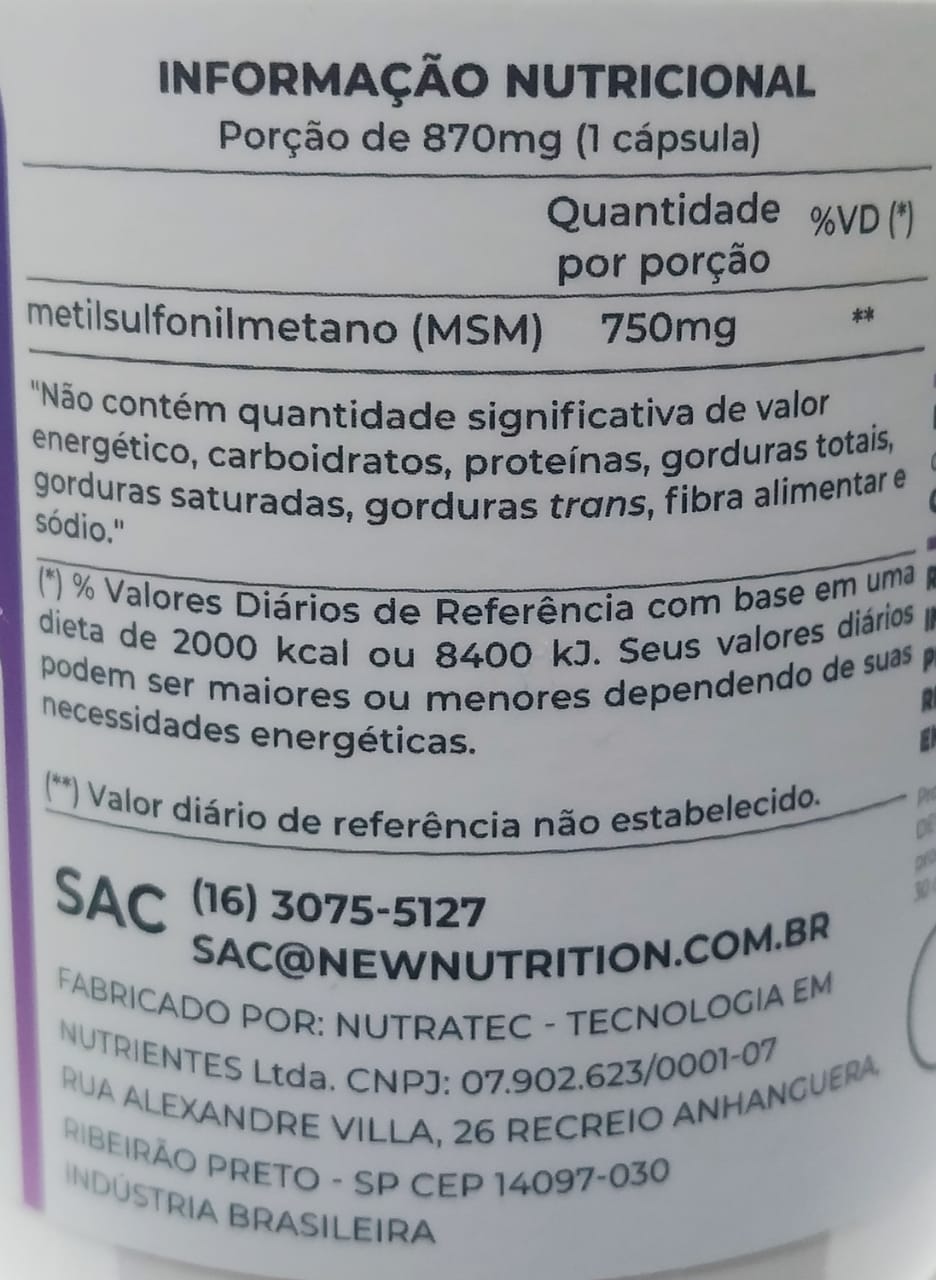 INFORMAÇÃO NUTRICIONAL
Porção de 870mg (1 cápsula)
Quantidade por porção %VD (*)
metilsulfonilmetano (MSM) 750mg **
"Não contém quantidade significativa de valor
energético, carboidratos, proteínas, gorduras totais,
gorduras saturadas, gorduras trans, fibra alimentar e
sódio."
(*) % Valores Diários de Referência com base em uma
dieta de 2000 kcal ou 8400 kJ. Seus valores diários
podem ser maiores ou menores dependendo de suas
necessidades energéticas.
(**) Valor diário de referência não estabelecido.
SAC (16) 3075-5127
SAC@NEWNUTRITION.COM.BR
FABRICADO POR: NUTRATEC - TECNOLOGIA EM
NUTRIENTES Ltda. CNPJ: 07.902.623/0001-07
RUA ALEXANDRE VILLA, 26 RECREIO ANHANGUERA,
RIBEIRÃO PRETO - SP CEP 14097-030
INDÚSTRIA BRASILEIRA